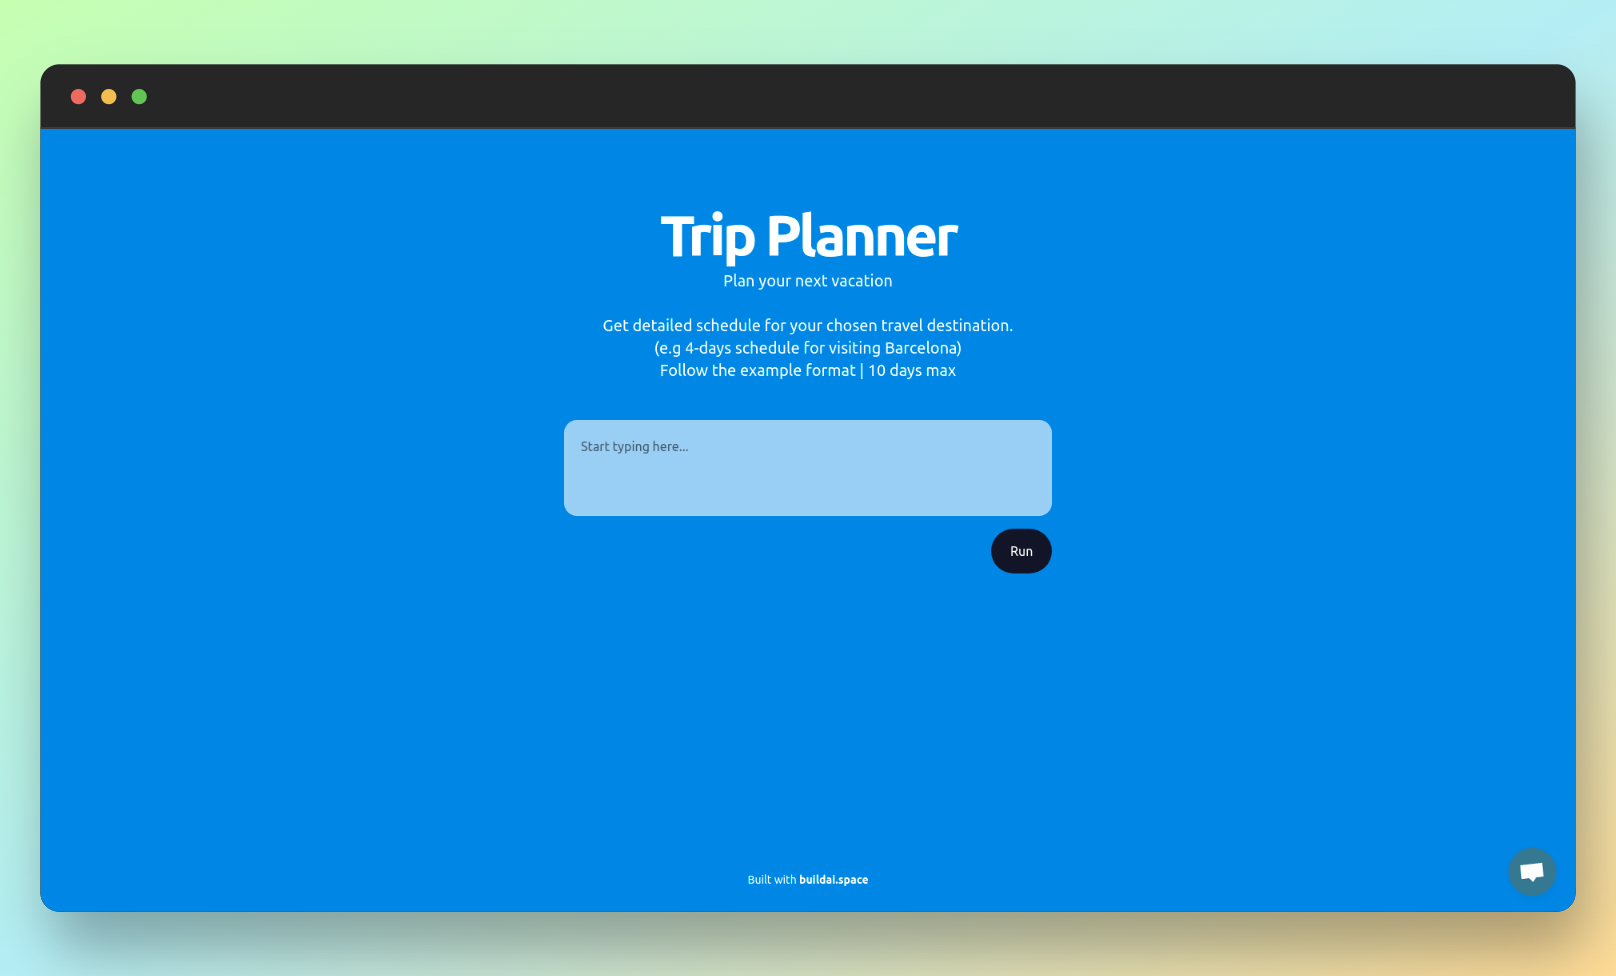 Trip Planner
Plan your next vacation
Get detailed schedule for your chosen travel destination.
(e.g 4-days schedule for visiting Barcelona)
Follow the example format | 10 days max
Start typing here...
Run
Built with buildai.space